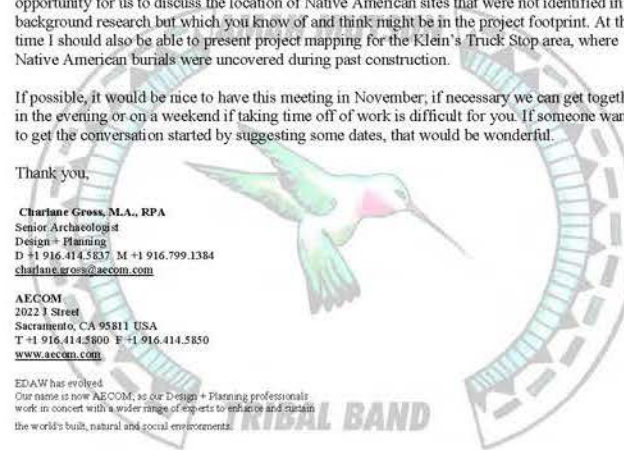 opportunity for us to discuss the location of Native American sites that were not identified in
background research but which you know of and think might be in the project footprint. At th
time I should also be able to present project mapping for the Klein's Truck Stop area, where
Native American burials were uncovered during past construction.
If possible, it would be nice to have this meeting in November; if necessary we can get togeth
in the evening or on a weekend if taking time off of work is difficult for you. If someone wan
to get the conversation started by suggesting some dates, that would be wonderful.
Thank you,
Charlane Gross, M.A., RPA
Senior Archaeologist
Design + Planning
D +1 916.414.5837 M +1 916.799.1384
charlane.gross@aecom.com
AECOM
2022 J Street
Sacramento, CA 95811 USA
T +1 916.414.5800 F +1 916.414.5850
www.aecom.com
EDAW has evolved
Our name is now AECOM, as our Design + Planning professionals
work in concert with a wider range of experts to enhance and sustain
the world's built, natural and social environments.
TRIBAL BAND